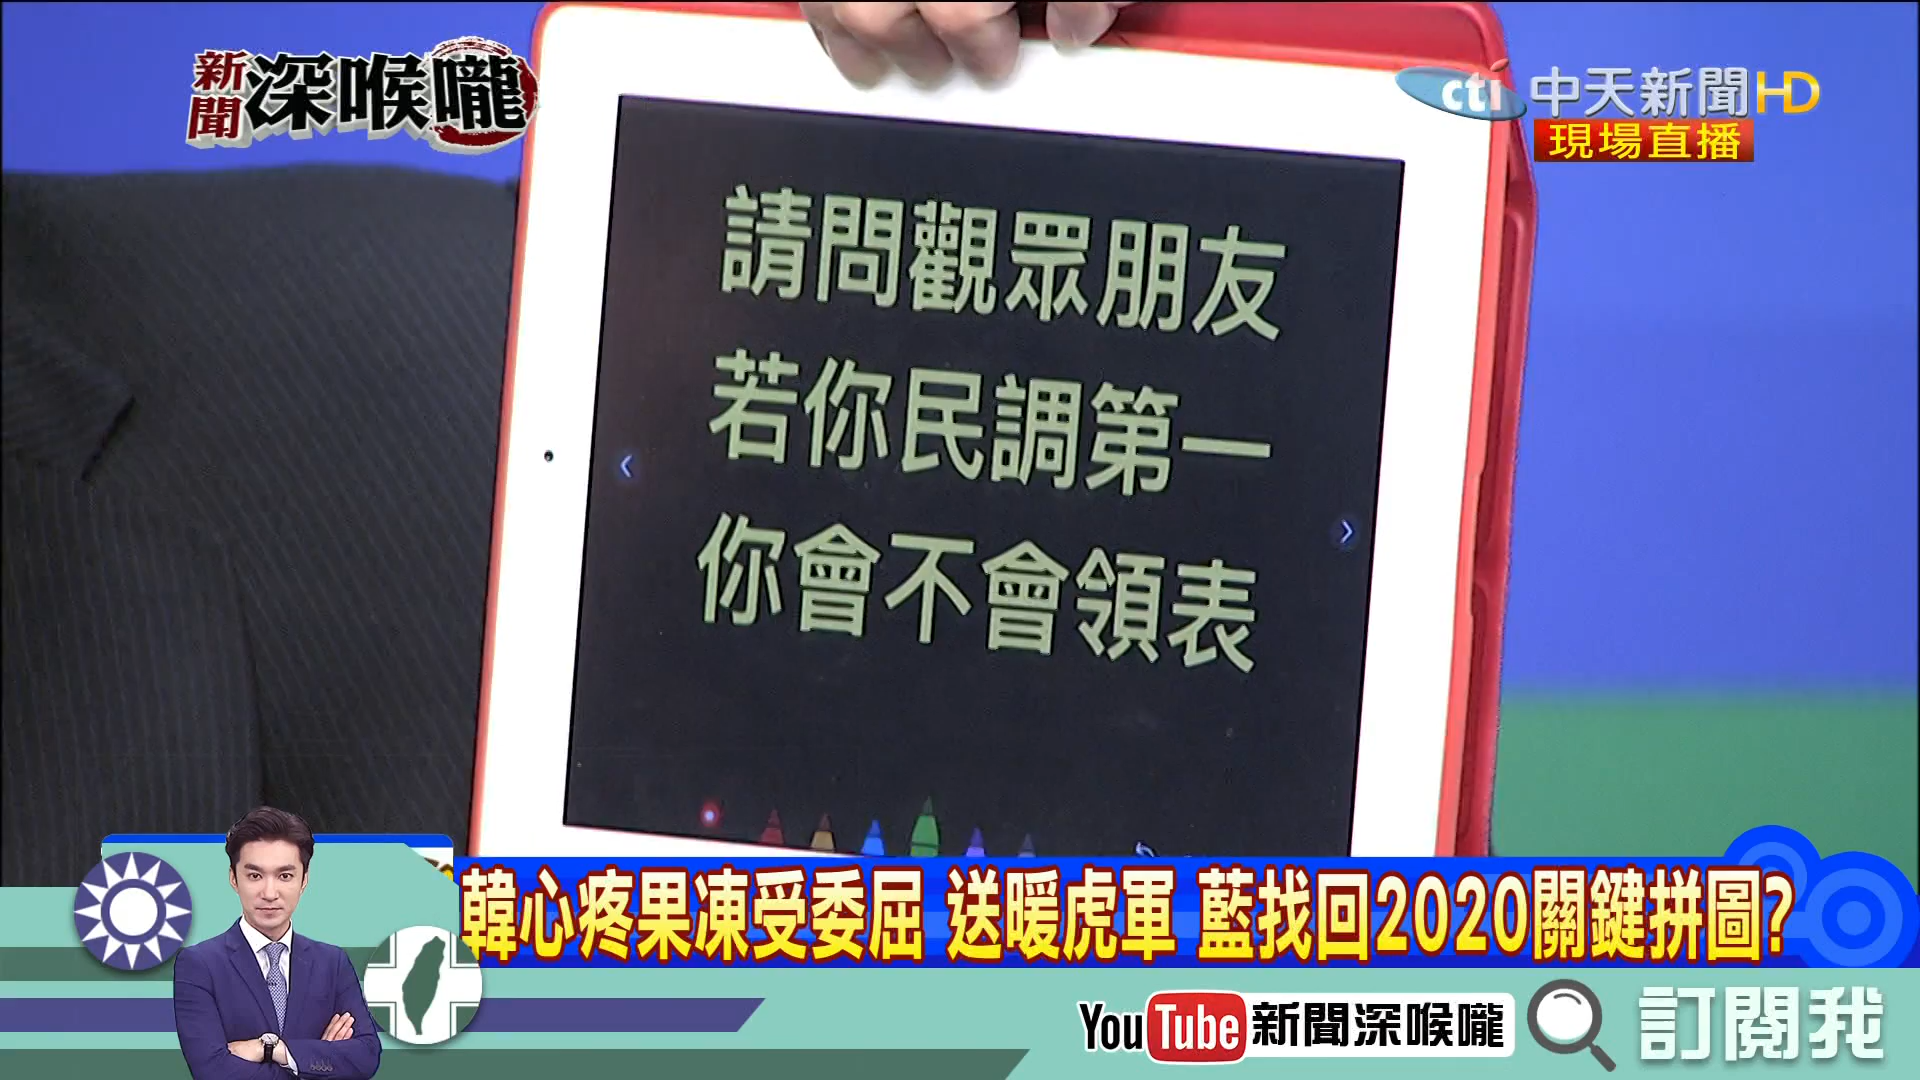 新聞深喉嚨
cti 中天新聞HD
現場直播
請問觀眾朋友
若你民調第一
你會不會領表
韓心疼果凍受委屈 送暖虎軍 藍找回2020關鍵拼圖?
YouTube 新聞深喉嚨 訂閱我